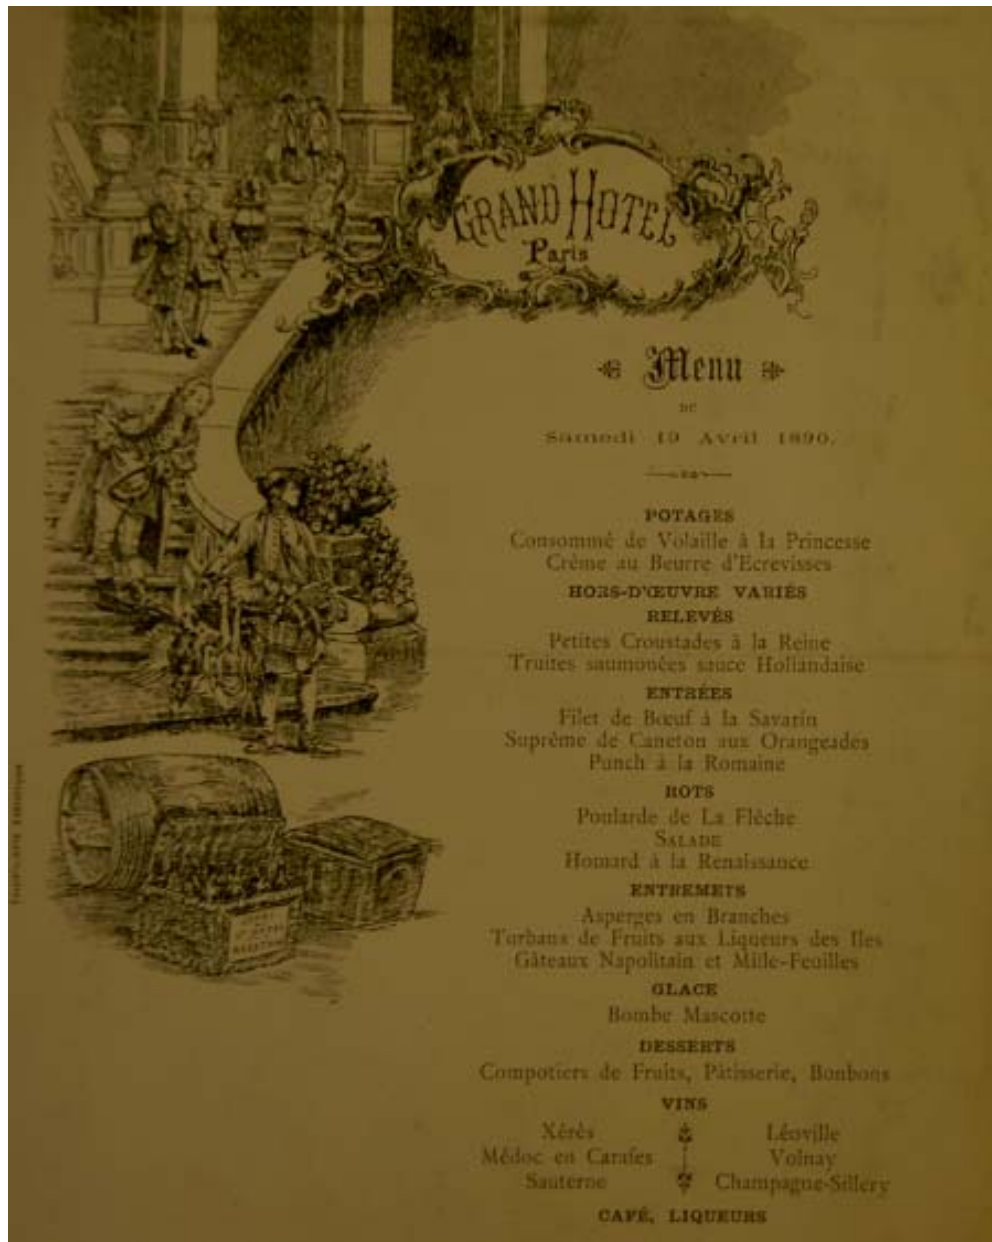 GRAND HOTEL
Paris
Menu
DU
Samedi 19 Avril 1890.
POTAGES
Consommé de Volaille à la Princesse
Crême au Beurre d'Ecrevisses
HORS-D'ŒUVRE VARIÉS
RELEVÉS
Petites Croustades à la Reine
Truites saumonées sauce Hollandaise
ENTRÉES
Filet de Bœuf à la Savarin
Suprême de Caneton aux Orangeades
Punch à la Romaine
ROTS
Poularde de La Flèche
SALADE
Homard à la Renaissance
ENTREMETS
Asperges en Branches
Turbans de Fruits aux Liqueurs des Iles
Gâteaux Napolitain et Mille-Feuilles
GLACE
Bombe Mascotte
DESSERTS
Compotiers de Fruits, Pâtisserie, Bonbons
VINS
Xérès
Médoc en Carafes
Sauterne
Léoville
Volnay
Champagne-Sillery
CAFÉ, LIQUEURS